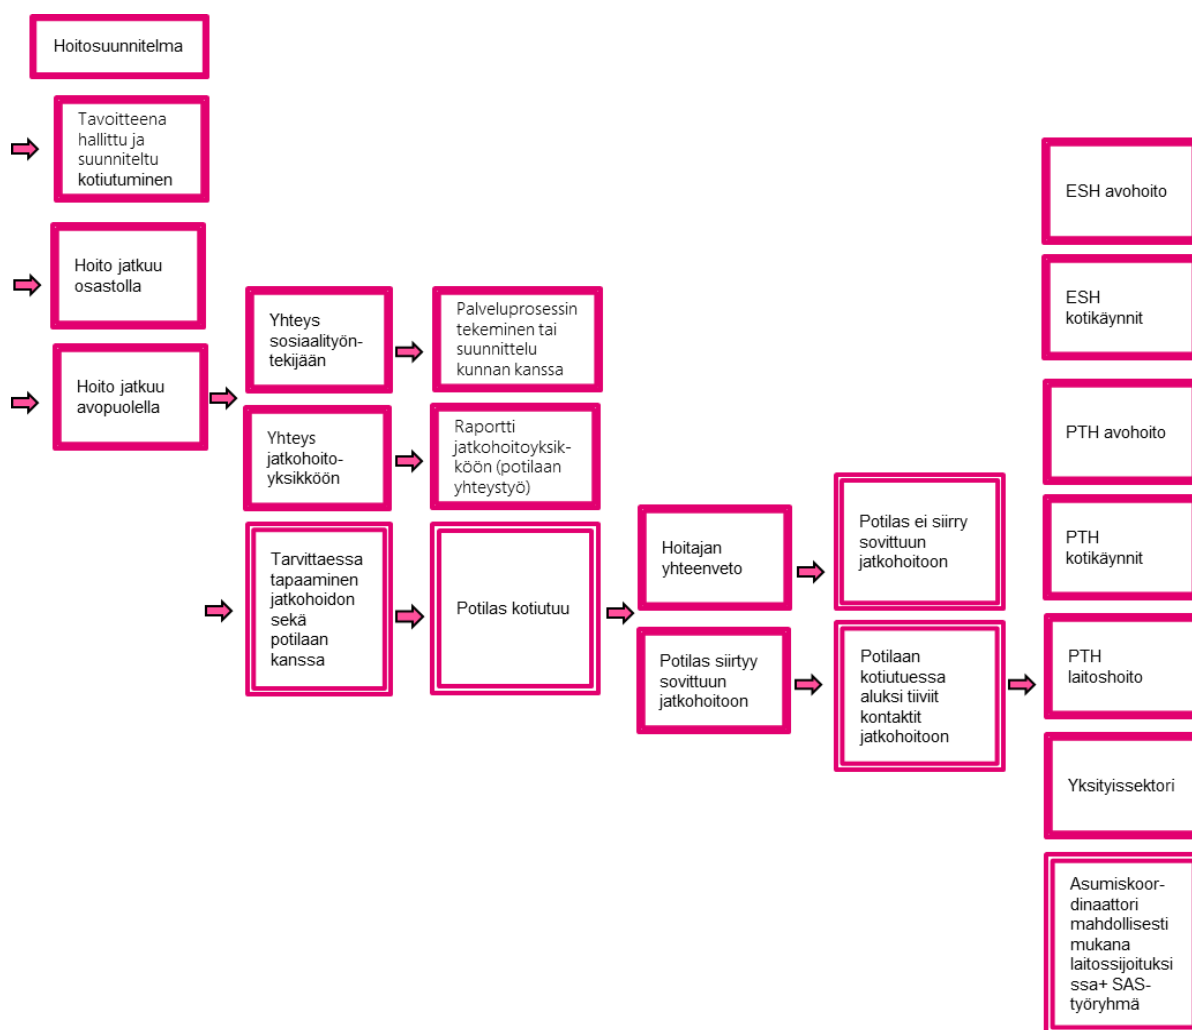 Hoitosuunnitelma
Tavoitteena
hallittu ja
suunniteltu
kotiutuminen
Hoito jatkuu
osastolla
Hoito jatkuu
avopuolella
Yhteys
sosiaalityön-
tekijään
Yhteys
jatkohoito-
yksikköön
Tarvittaessa
tapaaminen
jatkohoidon
sekä
potilaan
kanssa
Palveluprosessin
tekeminen tai
suunnittelu
kunnan kanssa
Raportti
jatkohoitoyksik-
köön (potilaan
yhteystyö)
Potilas kotiutuu
Hoitajan
yhteenveto
Potilas siirtyy
sovittuun
jatkohoitoon
Potilas ei siirry
sovittuun
jatkohoitoon
Potilaan
kotiutuessa
aluksi tiiviit
kontaktit
jatkohoitoon
ESH avohoito
ESH
kotikäynnit
PTH avohoito
PTH
kotikäynnit
PTH
laitoshoito
Yksityissektori
Asumiskoor-
dinaattori
mahdollisesti
mukana
laitossijoituksi
ssa+ SAS-
työryhmä